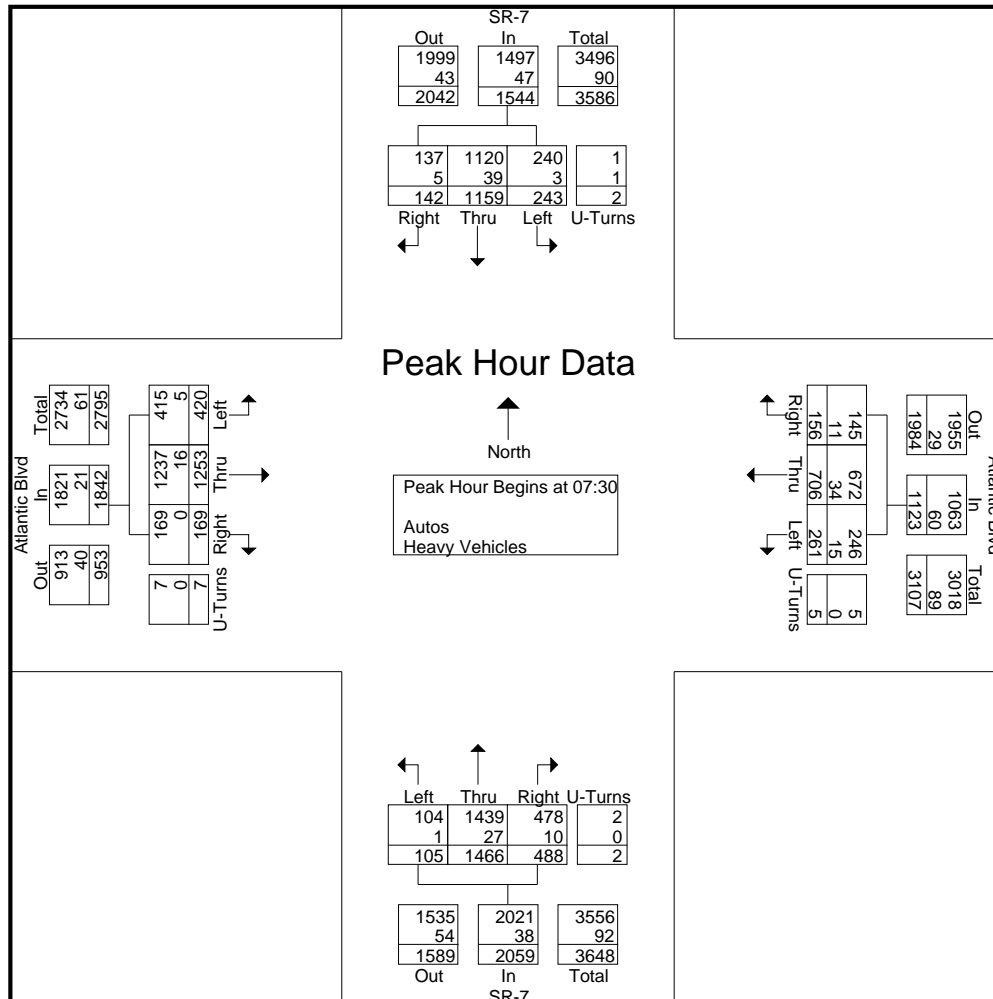 SR-7
Out In Total
1999 1497 3496
43 47 90
2042 1544 3586
137 1120 240 1
5 39 3 1
142 1159 243 2
Right Thru Left U-Turns
Peak Hour Data
North
Peak Hour Begins at 07:30
Autos
Heavy Vehicles
Atlantic Blvd
Out In Total
913 1821 2734
40 21 61
953 1842 2795
U-Turns Right Thru Left
7 169 1237 415
0 0 16 5
7 169 1253 420
Atlantic Blvd
Out In Total
1955 1063 3018
29 60 89
1984 1123 3107
145 672 246 5
11 34 15 0
156 706 261 5
Right Thru Left U-Turns
Left Thru Right U-Turns
104 1439 478 2
1 27 10 0
105 1466 488 2
1535 2021 3556
54 38 92
1589 2059 3648
Out In Total
SR-7